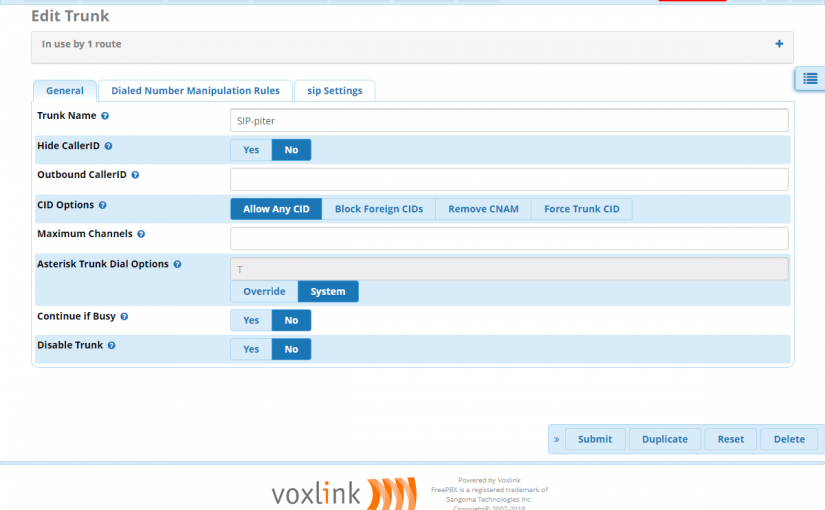 Edit Trunk
In use by 1 route +
General Dialed Number Manipulation Rules sip Settings
Trunk Name SIP-piter
Hide CallerID Yes No
Outbound CallerID
CID Options Allow Any CID Block Foreign CIDs Remove CNAM Force Trunk CID
Maximum Channels
Asterisk Trunk Dial Options T
Override System
Continue if Busy Yes No
Disable Trunk Yes No
» Submit Duplicate Reset Delete
voxlink
Powered by Voxlink
FreePBX is a registered trademark of
Sangoma Technologies Inc.
Copyright© 2007-2018